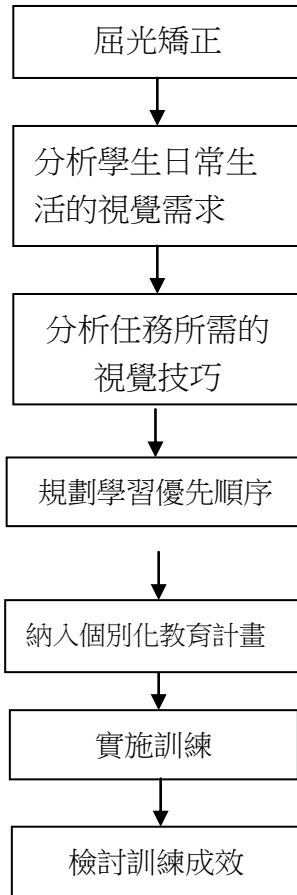 屈光矯正
分析學生日常生
活的視覺需求
分析任務所需的
視覺技巧
規劃學習優先順序
納入個別化教育計畫
實施訓練
檢討訓練成效